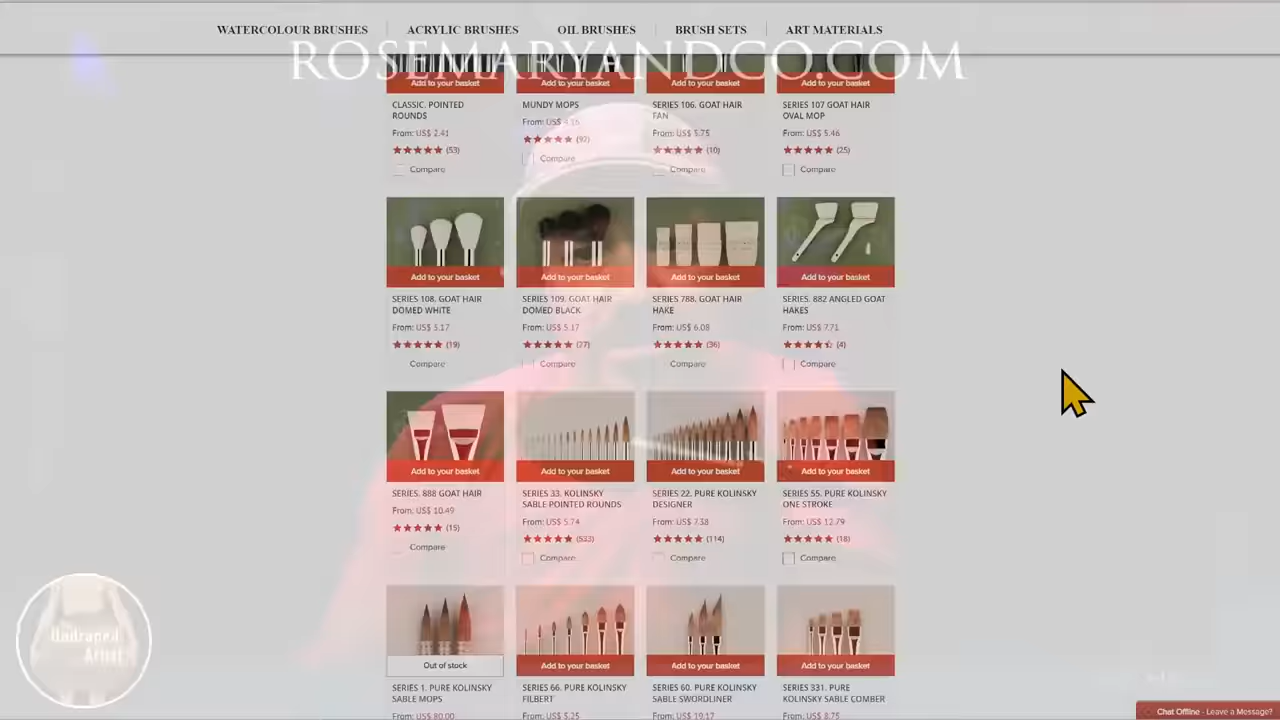 WATERCOLOUR BRUSHES ACRYLIC BRUSHES OIL BRUSHES BRUSH SETS ART MATERIALS
ROSEMARYANDCO.COM
Add to your basket Add to your basket Add to your basket Add to your basket
CLASSIC. POINTED ROUNDS
From: US$ 2.41
(53)
Compare
MUNDY MOPS
From: US$
(92)
Compare
SERIES 106. GOAT HAIR FAN
From: US$ 5.75
(10)
Compare
SERIES 107 GOAT HAIR OVAL MOP
From: US$ 5.46
(25)
Compare
Add to your basket Add to your basket Add to your basket Add to your basket
SERIES 108. GOAT HAIR DOMED WHITE
From: US$ 5.17
(19)
Compare
SERIES 109. GOAT HAIR DOMED BLACK
From: US$ 5.17
(27)
Compare
SERIES 788. GOAT HAIR HAKE
From: US$ 6.08
(36)
Compare
SERIES. 882 ANGLED GOAT HAKES
From: US$ 7.71
(4)
Compare
Add to your basket Add to your basket Add to your basket Add to your basket
SERIES. 888 GOAT HAIR
From: US$ 10.49
(15)
Compare
SERIES 33. KOLINSKY SABLE POINTED ROUNDS
From: US$ 5.74
(533)
Compare
SERIES 22. PURE KOLINSKY DESIGNER
From: US$ 7.38
(114)
Compare
SERIES 55. PURE KOLINSKY ONE STROKE
From: US$ 12.79
(18)
Compare
Out of stock Add to your basket Add to your basket Add to your basket
SERIES 1. PURE KOLINSKY SABLE MOPS
From: US$ 80.00
SERIES 66. PURE KOLINSKY FILBERT
From: US$ 5.25
SERIES 60. PURE KOLINSKY SABLE SWORDLINER
From: US$ 19.17
SERIES 331. PURE KOLINSKY SABLE COMBER
From: US$ 8.75
Undraped
Artist
Chat Offline - Leave a Message?